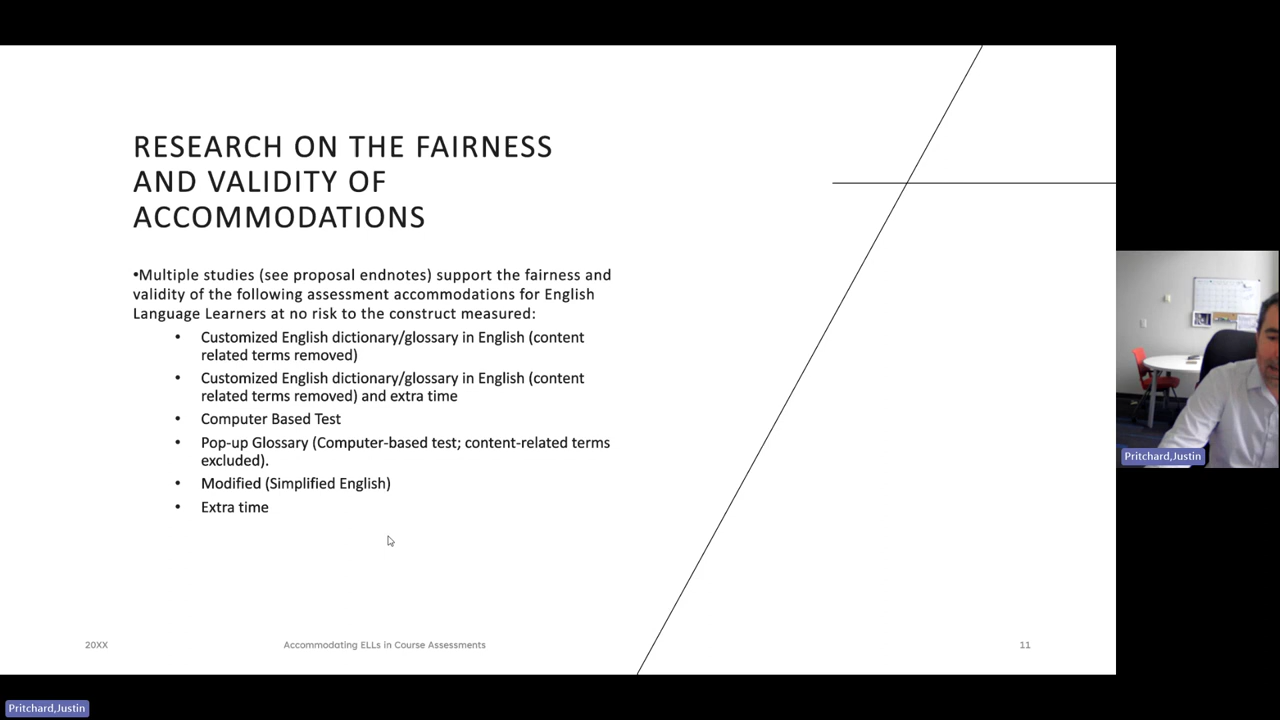 RESEARCH ON THE FAIRNESS
AND VALIDITY OF
ACCOMMODATIONS
•Multiple studies (see proposal endnotes) support the fairness and
validity of the following assessment accommodations for English
Language Learners at no risk to the construct measured:
• Customized English dictionary/glossary in English (content
related terms removed)
• Customized English dictionary/glossary in English (content
related terms removed) and extra time
• Computer Based Test
• Pop-up Glossary (Computer-based test; content-related terms
excluded).
• Modified (Simplified English)
• Extra time
20XX
Accommodating ELLs in Course Assessments
11
Pritchard,Justin
Pritchard,Justin